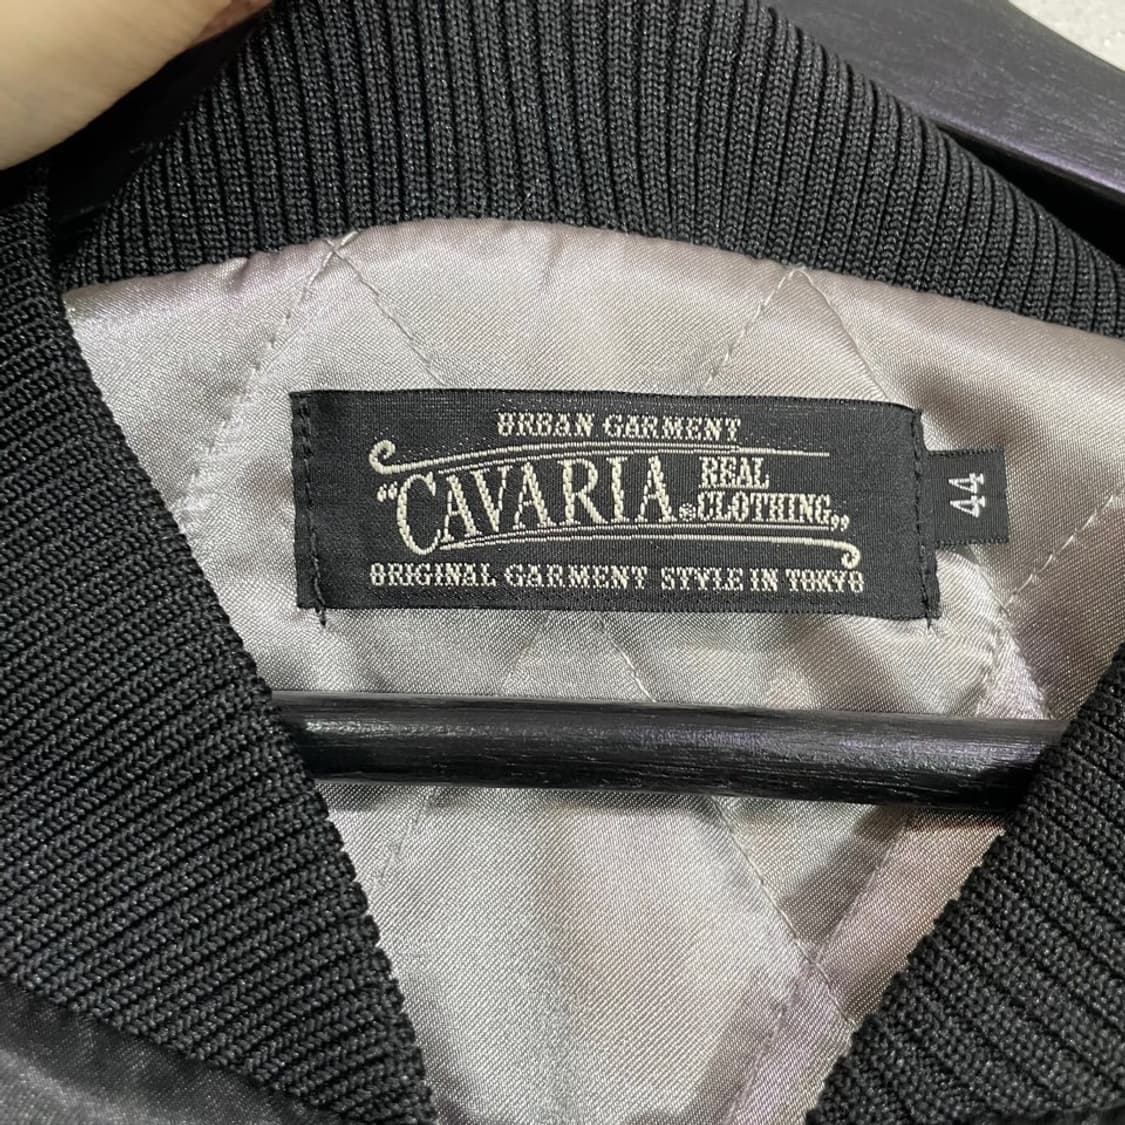 URBAN GARMENT
"CAVARIA. REAL
CLOTHING„
ORIGINAL GARMENT STYLE IN TOKYO
44